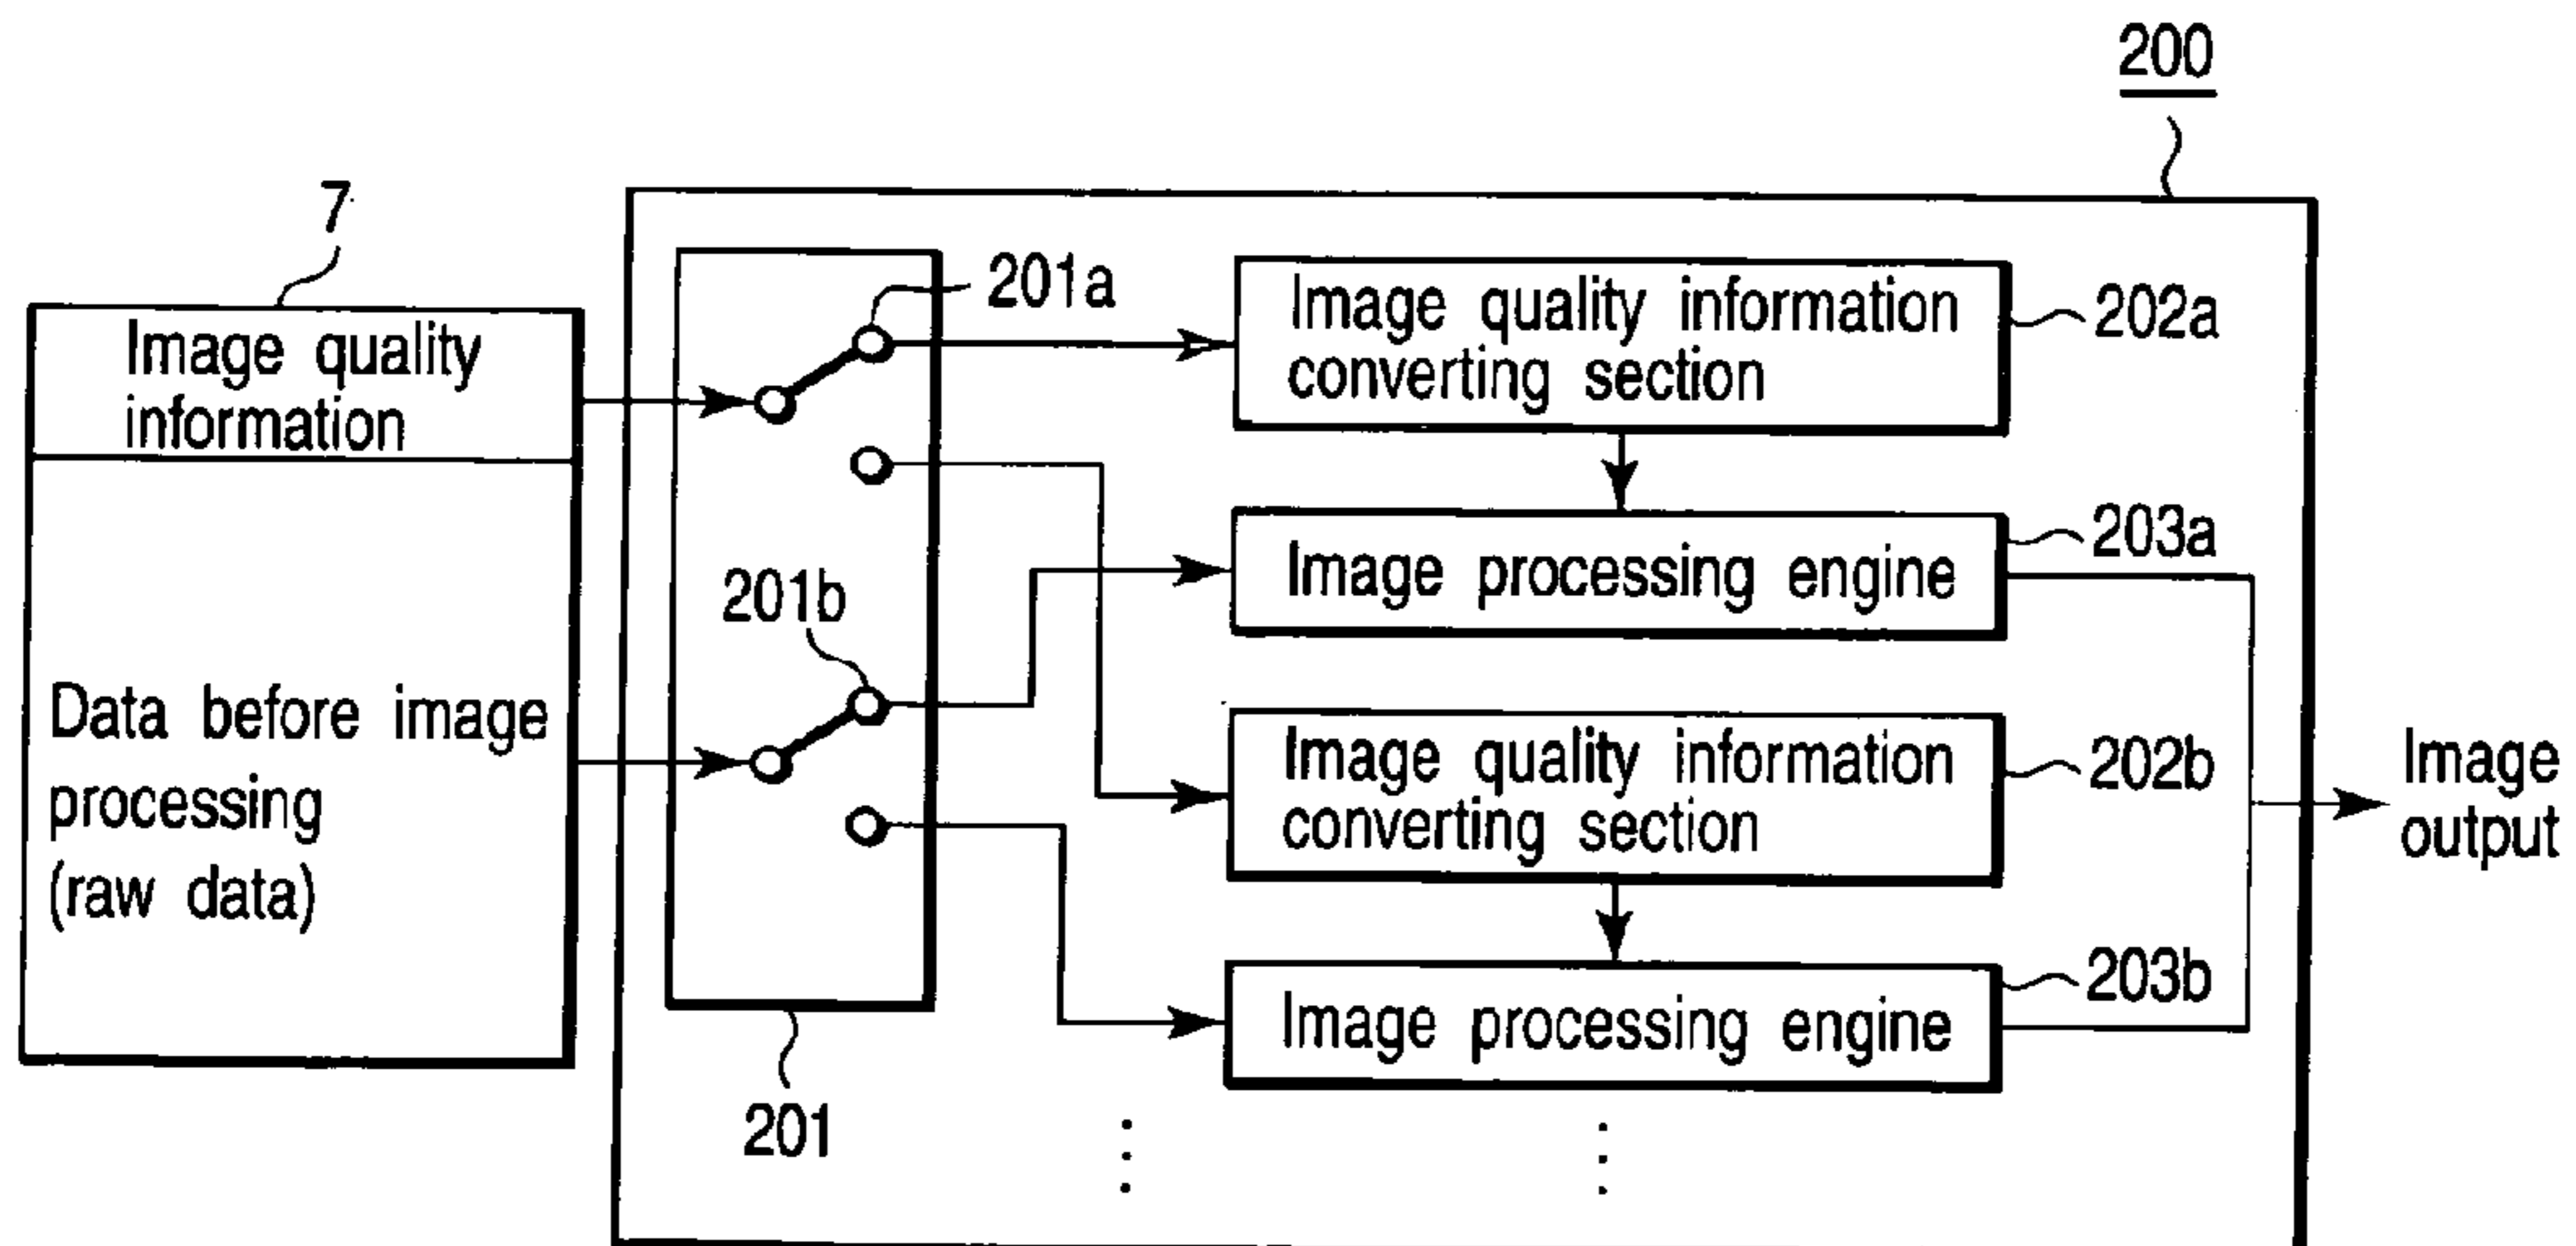 200
7
Image quality
information
Data before image
processing
(raw data)
201a
201b
201
Image quality information
converting section
202a
Image processing engine
203a
Image quality information
converting section
202b
Image processing engine
203b
Image
output